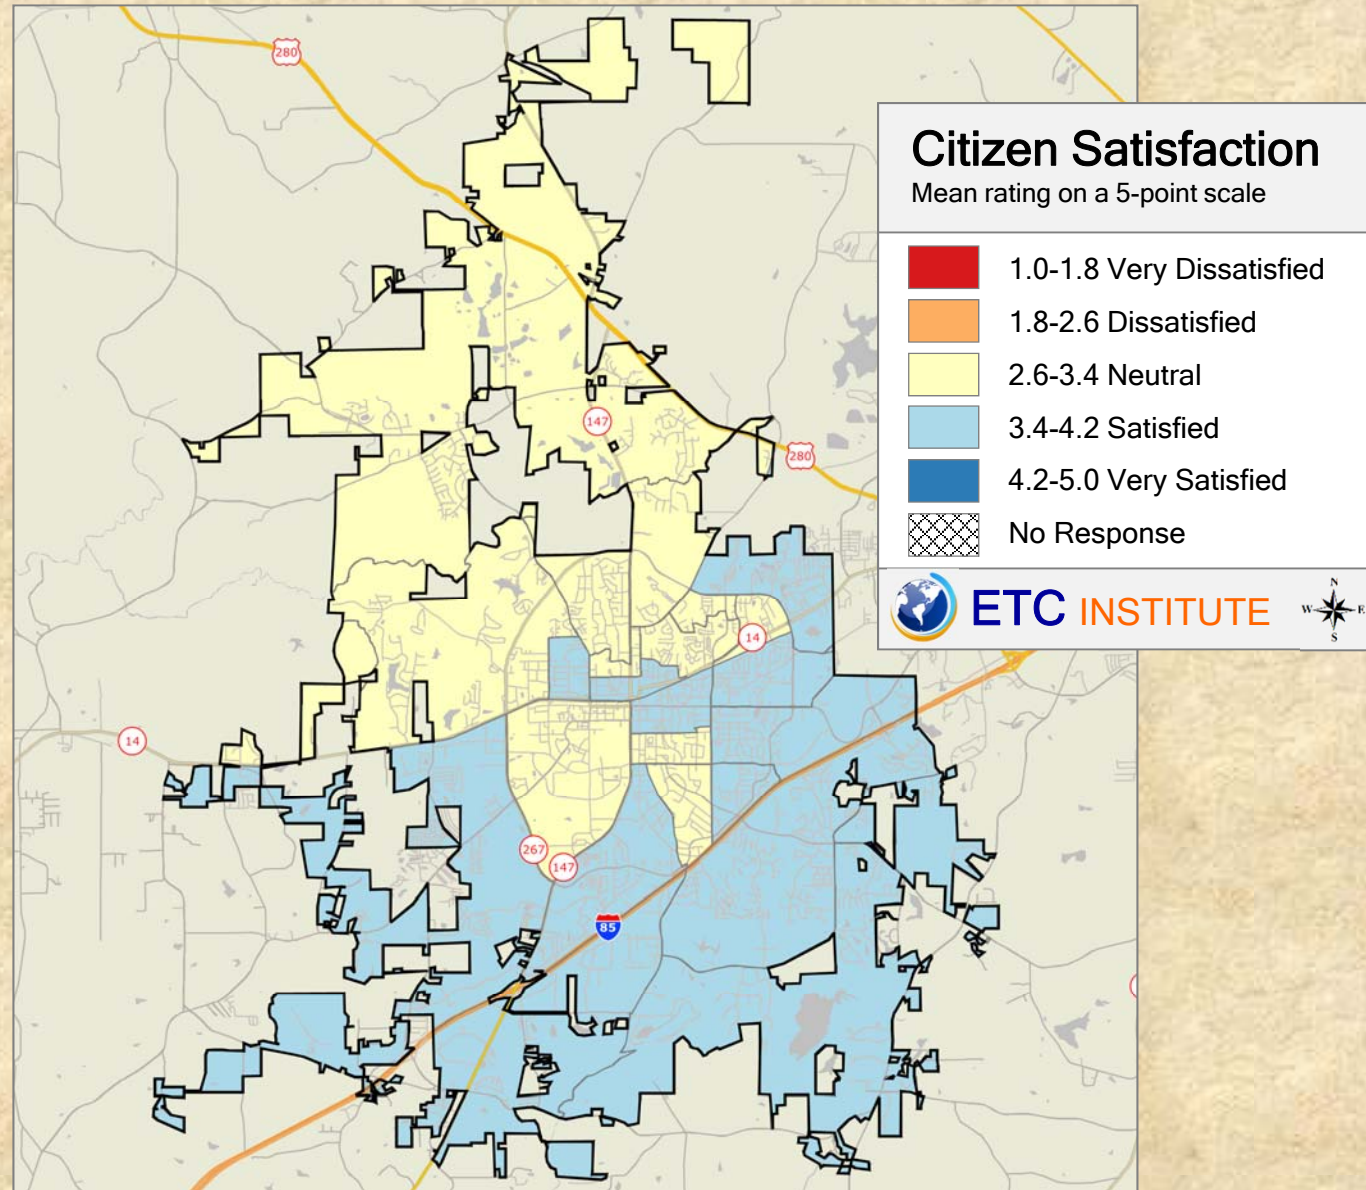 280
Citizen Satisfaction
Mean rating on a 5-point scale
1.0-1.8 Very Dissatisfied
1.8-2.6 Dissatisfied
2.6-3.4 Neutral
3.4-4.2 Satisfied
4.2-5.0 Very Satisfied
No Response
ETC INSTITUTE
N
W E
S
147
280
14
14
267
147
85